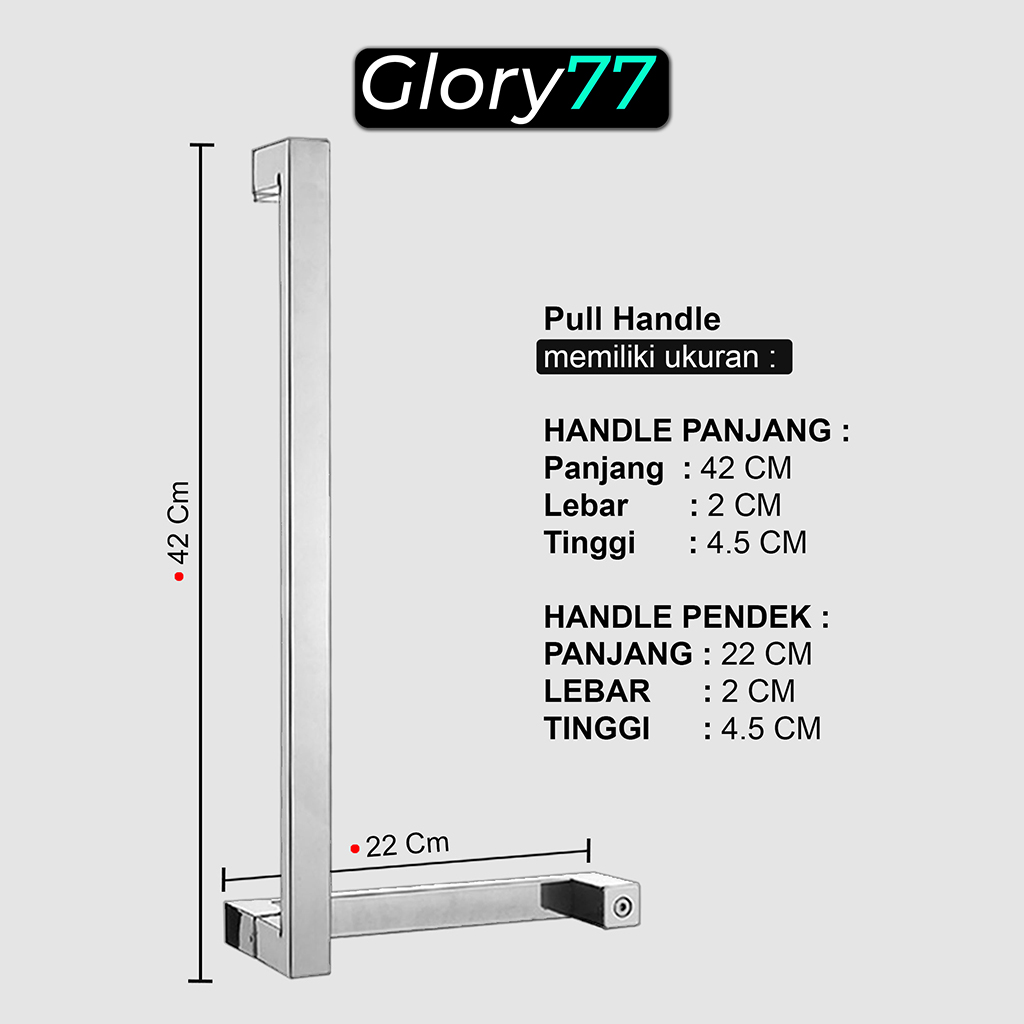 Glory77
Pull Handle
memiliki ukuran :
HANDLE PANJANG :
Panjang : 42 CM
Lebar : 2 CM
Tinggi : 4.5 CM
HANDLE PENDEK :
PANJANG : 22 CM
LEBAR : 2 CM
TINGGI : 4.5 CM
• 42 Cm
• 22 Cm